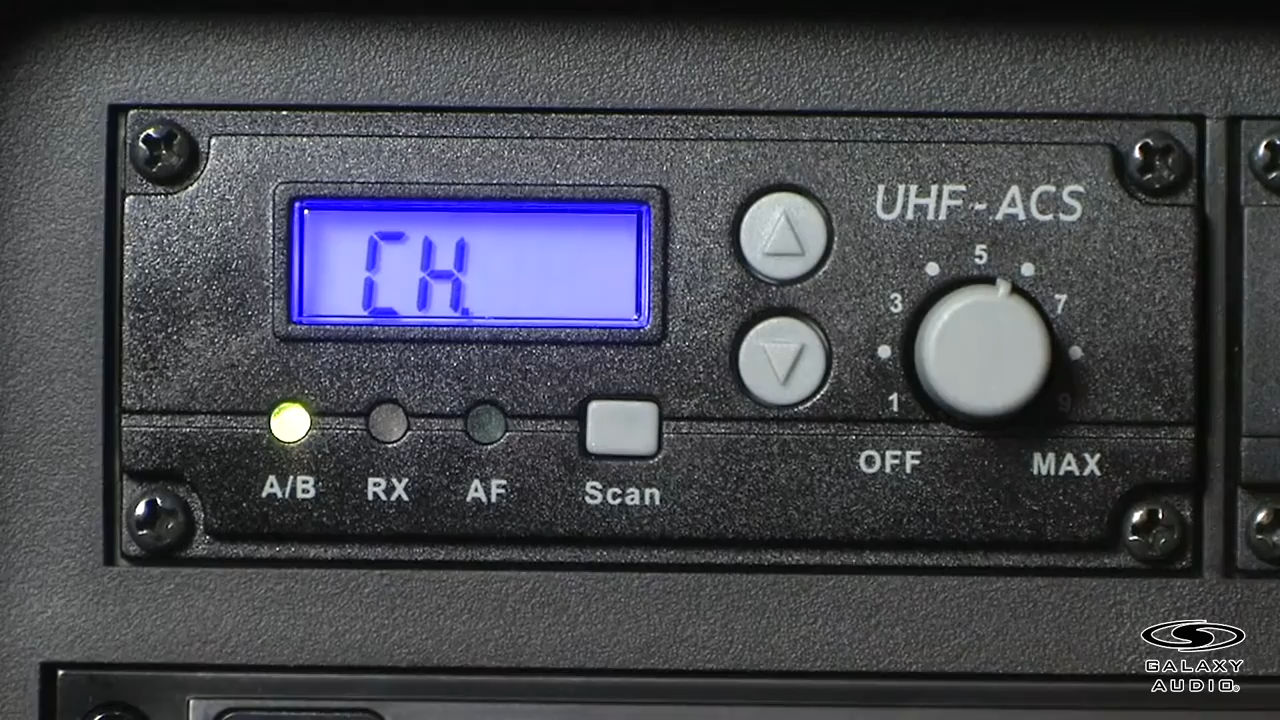 CH.
UHF-ACS
5
3
7
1
9
OFF
MAX
A/B
RX
AF
Scan
GALAXY
AUDIO®